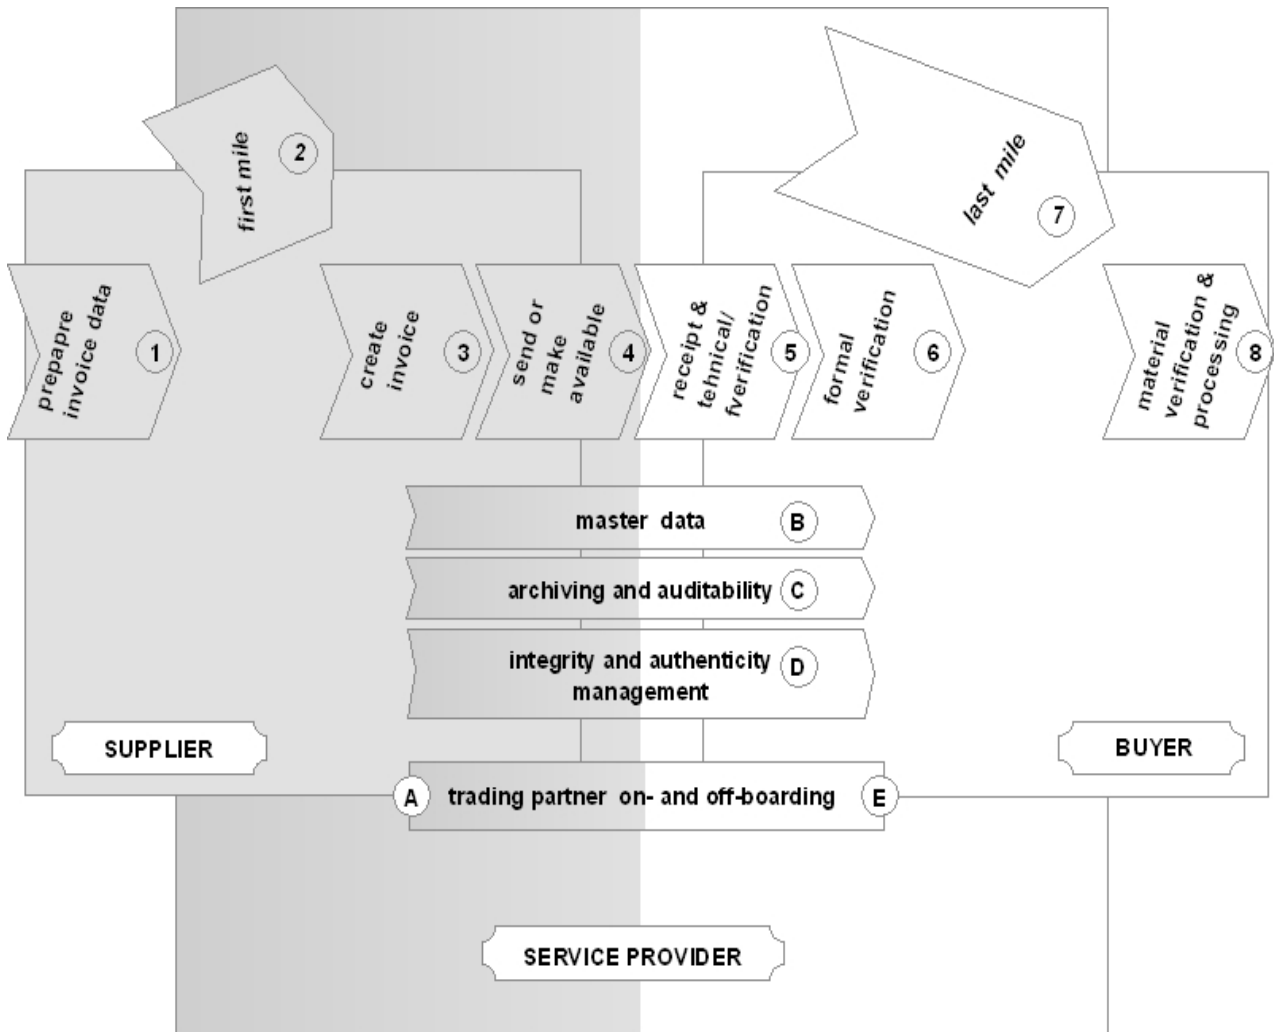 first mile
2
last mile
7
prepapre
invoice data
1
create
invoice
3
send or
make
available
4
receipt &
tehnical/
fverification
5
formal
verification
6
material
verification &
processing
8
master data
B
archiving and auditability
C
integrity and authenticity
management
D
SUPPLIER
BUYER
A
trading partner on- and off-boarding
E
SERVICE PROVIDER